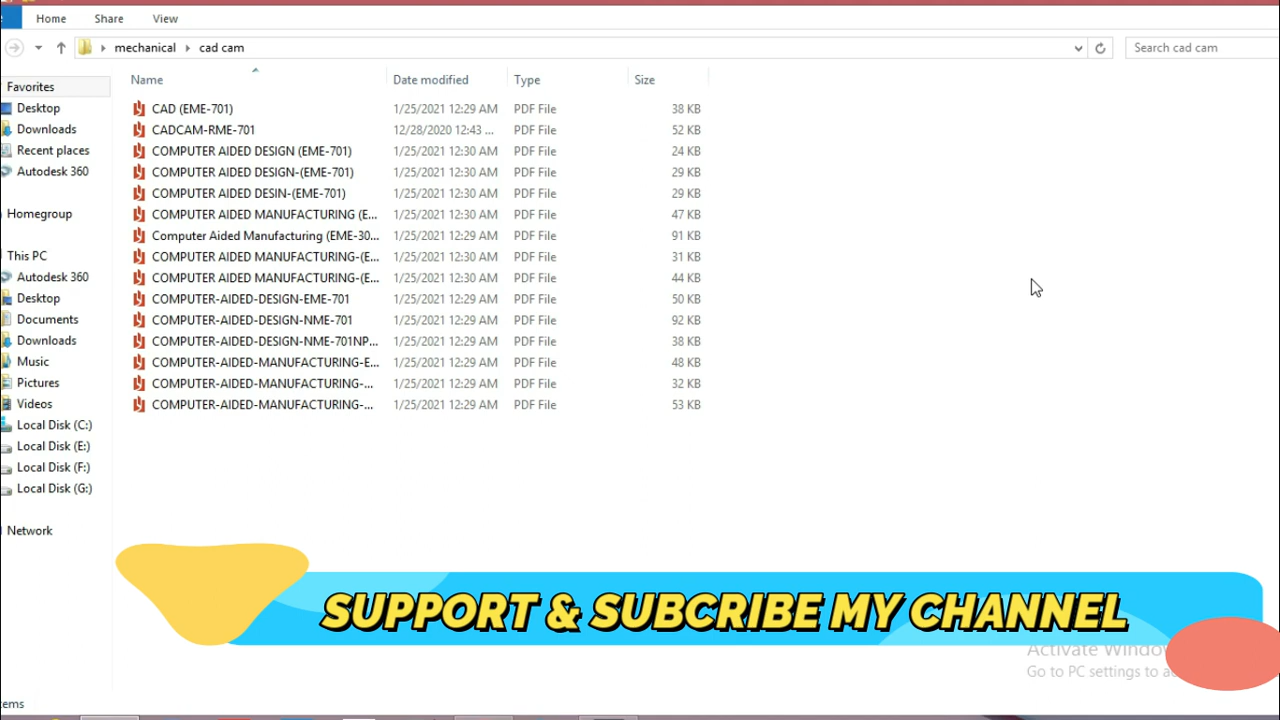 Home Share View
mechanical cad cam Search cad cam
Name Date modified Type Size
Favorites
Desktop
Downloads
Recent places
Autodesk 360
Homegroup
This PC
Autodesk 360
Desktop
Documents
Downloads
Music
Pictures
Videos
Local Disk (C:)
Local Disk (E:)
Local Disk (F:)
Local Disk (G:)
Network
CAD (EME-701) 1/25/2021 12:29 AM PDF File 38 KB
CADCAM-RME-701 12/28/2020 12:43 ... PDF File 52 KB
COMPUTER AIDED DESIGN (EME-701) 1/25/2021 12:30 AM PDF File 24 KB
COMPUTER AIDED DESIGN-(EME-701) 1/25/2021 12:30 AM PDF File 29 KB
COMPUTER AIDED DESIN-(EME-701) 1/25/2021 12:30 AM PDF File 29 KB
COMPUTER AIDED MANUFACTURING (E... 1/25/2021 12:30 AM PDF File 47 KB
Computer Aided Manufacturing (EME-30... 1/25/2021 12:29 AM PDF File 91 KB
COMPUTER AIDED MANUFACTURING-(E... 1/25/2021 12:30 AM PDF File 31 KB
COMPUTER AIDED MANUFACTURING-(E... 1/25/2021 12:30 AM PDF File 44 KB
COMPUTER-AIDED-DESIGN-EME-701 1/25/2021 12:29 AM PDF File 50 KB
COMPUTER-AIDED-DESIGN-NME-701 1/25/2021 12:29 AM PDF File 92 KB
COMPUTER-AIDED-DESIGN-NME-701NP... 1/25/2021 12:29 AM PDF File 38 KB
COMPUTER-AIDED-MANUFACTURING-E... 1/25/2021 12:29 AM PDF File 48 KB
COMPUTER-AIDED-MANUFACTURING-... 1/25/2021 12:29 AM PDF File 32 KB
COMPUTER-AIDED-MANUFACTURING-... 1/25/2021 12:29 AM PDF File 53 KB
SUPPORT & SUBCRIBE MY CHANNEL
Activate Windo
Go to PC settings to a
ems